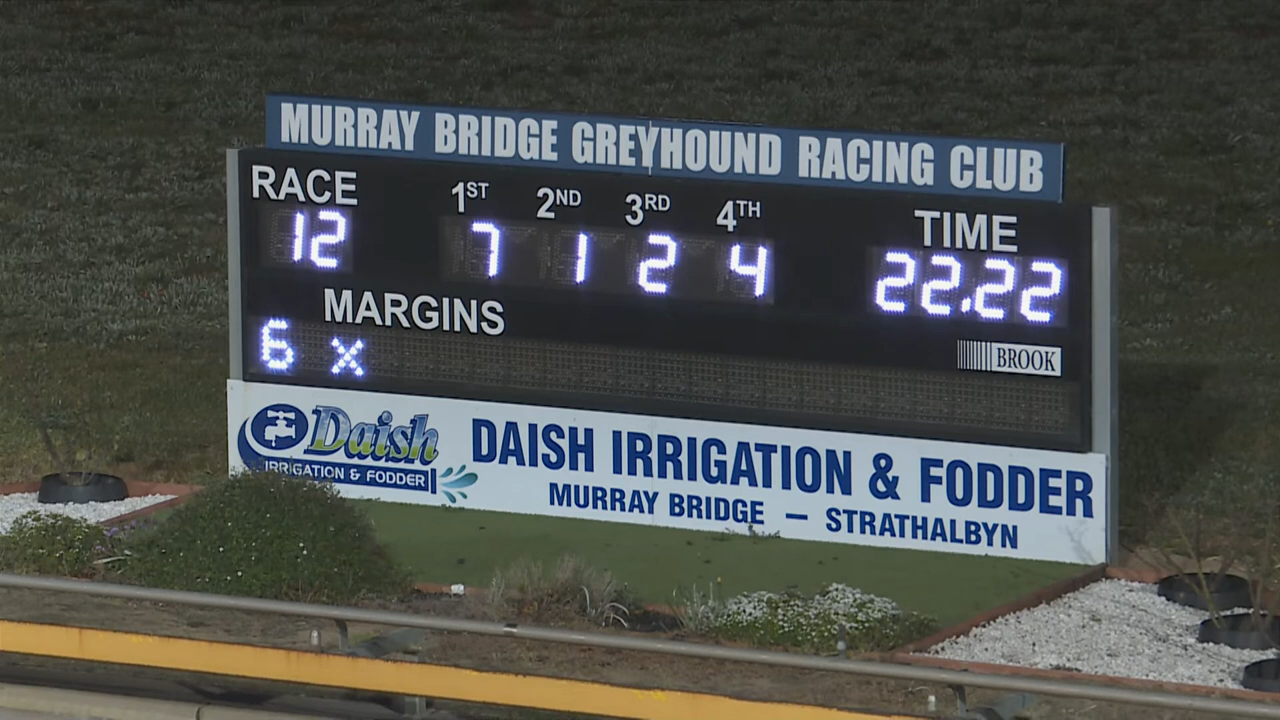 MURRAY BRIDGE GREYHOUND RACING CLUB
RACE 1ST 2ND 3RD 4TH TIME
12 7 1 2 4 22.22
MARGINS
6 x
BROOK
Daish
IRRIGATION & FODDER
DAISH IRRIGATION & FODDER
MURRAY BRIDGE — STRATHALBYN